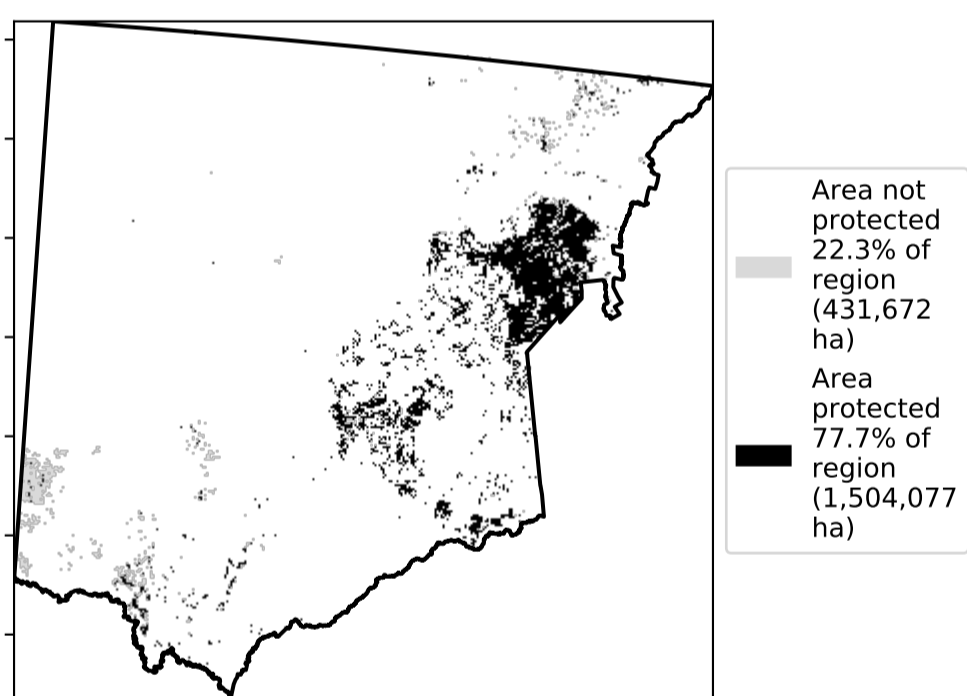 Area not
protected
22.3% of
region
(431,672
ha)
Area
protected
77.7% of
region
(1,504,077
ha)